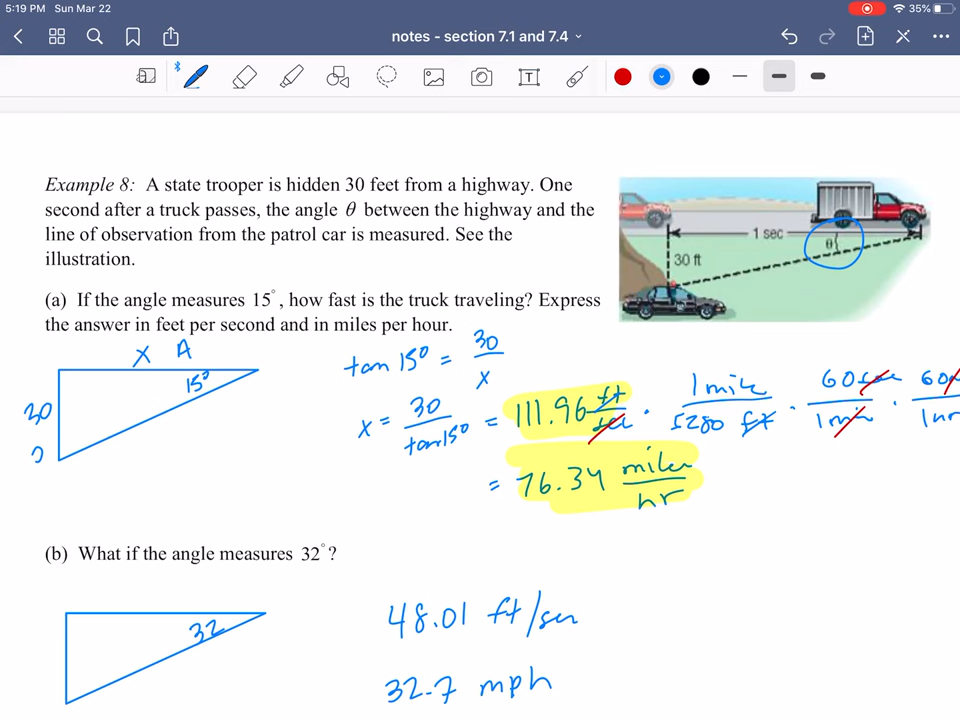 5:19 PM Sun Mar 22
35%
notes - section 7.1 and 7.4
T
Example 8: A state trooper is hidden 30 feet from a highway. One
second after a truck passes, the angle θ between the highway and the
line of observation from the patrol car is measured. See the
illustration.
1 sec
θ
30 ft
(a) If the angle measures 15°, how fast is the truck traveling? Express
the answer in feet per second and in miles per hour.
X A
15°
30
tan 15° = 30/x
x = 30/tan15° = 111.96 ft/sec · 1 mile/5280 ft · 60 sec/1 min · 60 /1 hr
= 76.34 miles/hr
(b) What if the angle measures 32°?
32
48.01 ft/sec
32.7 mph